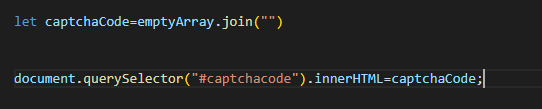 let captchaCode=emptyArray.join("")
document.querySelector("#captchacode").innerHTML=captchaCode;